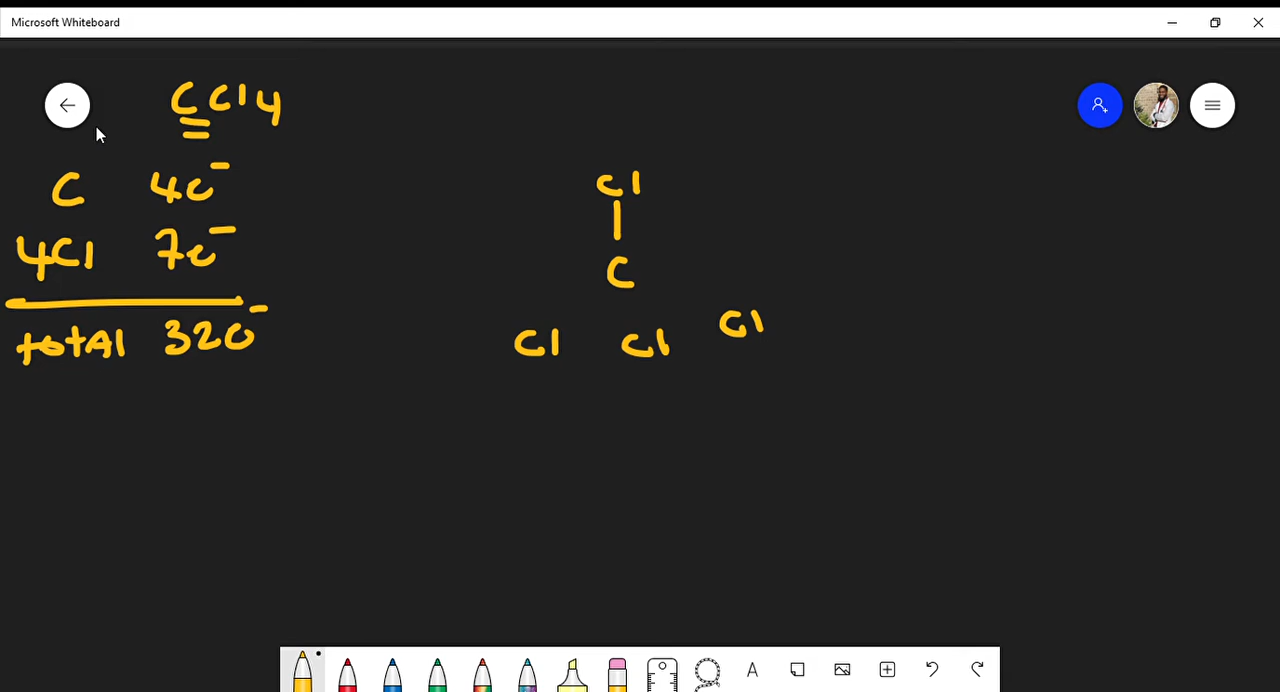 Microsoft Whiteboard
CCl4
C 4e⁻
4Cl 7e⁻
total 32e⁻
Cl
C
Cl Cl Cl
A